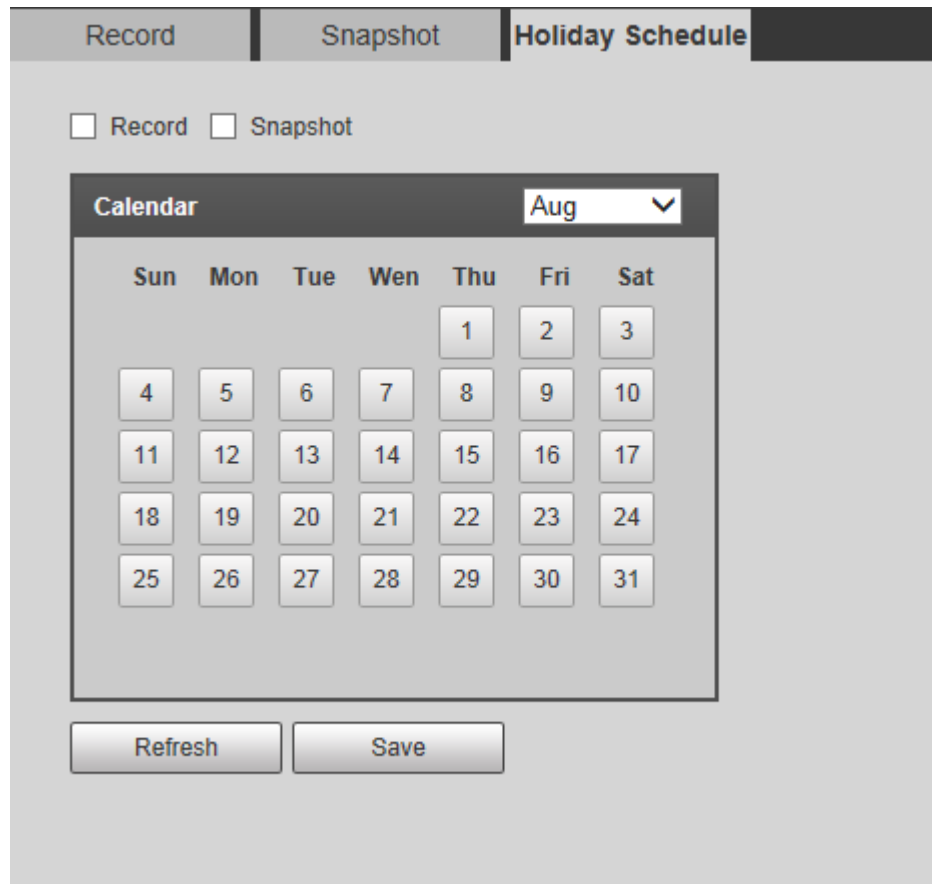 Record Snapshot Holiday Schedule
Record Snapshot
Calendar Aug
Sun Mon Tue Wen Thu Fri Sat
1 2 3
4 5 6 7 8 9 10
11 12 13 14 15 16 17
18 19 20 21 22 23 24
25 26 27 28 29 30 31
Refresh Save